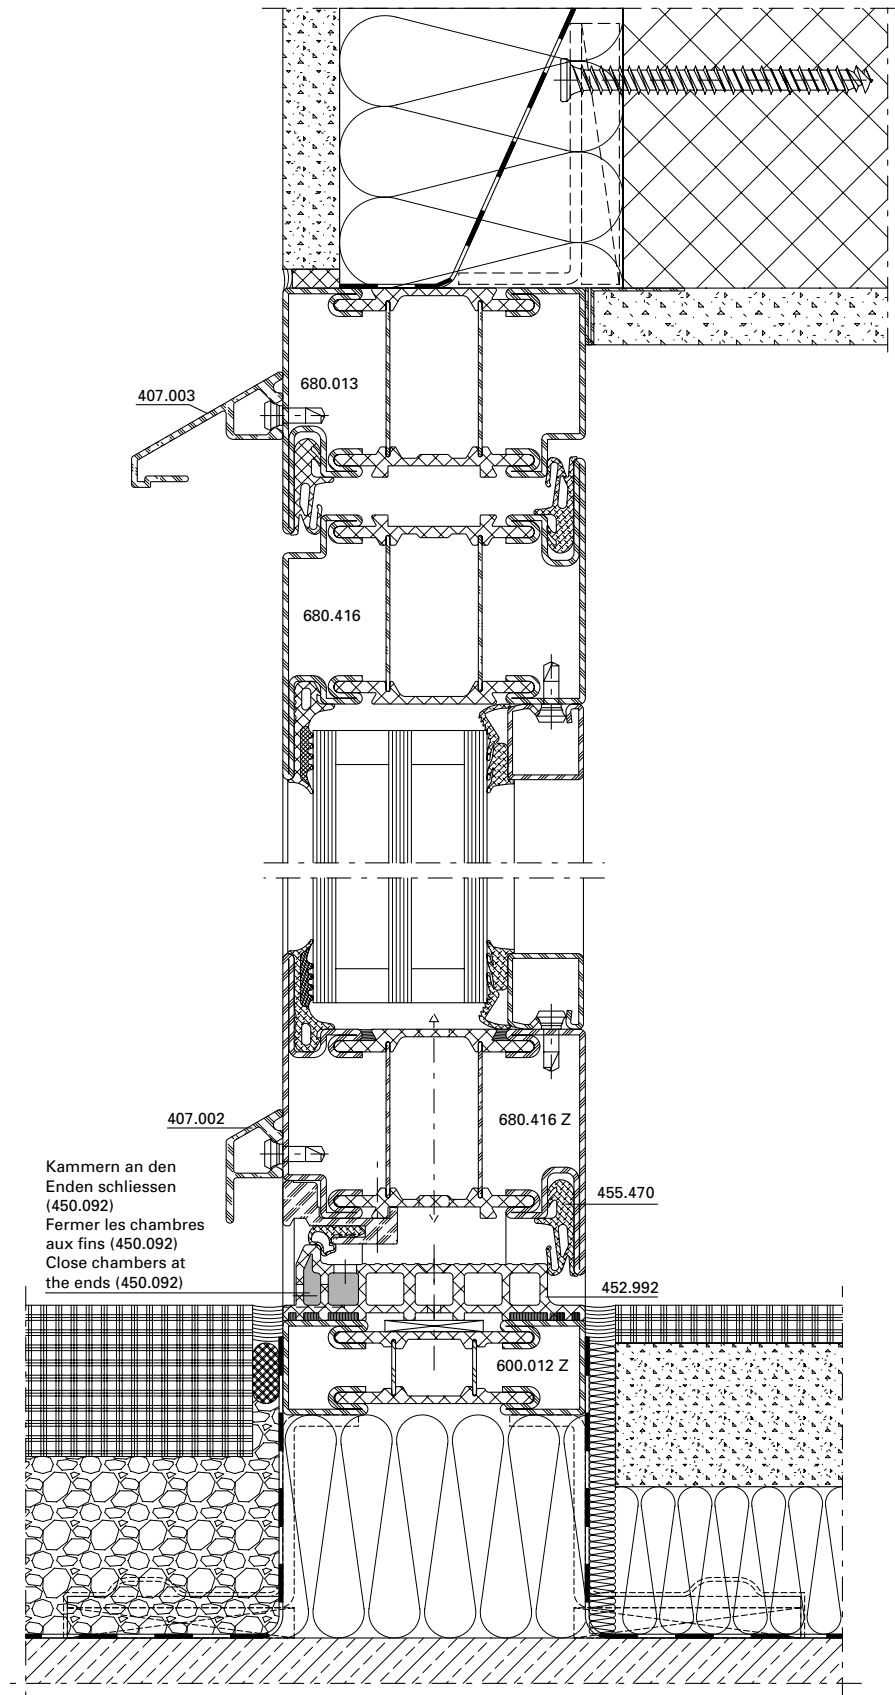 407.003
680.013
680.416
407.002
680.416 Z
Kammern an den
Enden schliessen
(450.092)
Fermer les chambres
aux fins (450.092)
Close chambers at
the ends (450.092)
455.470
452.992
600.012 Z